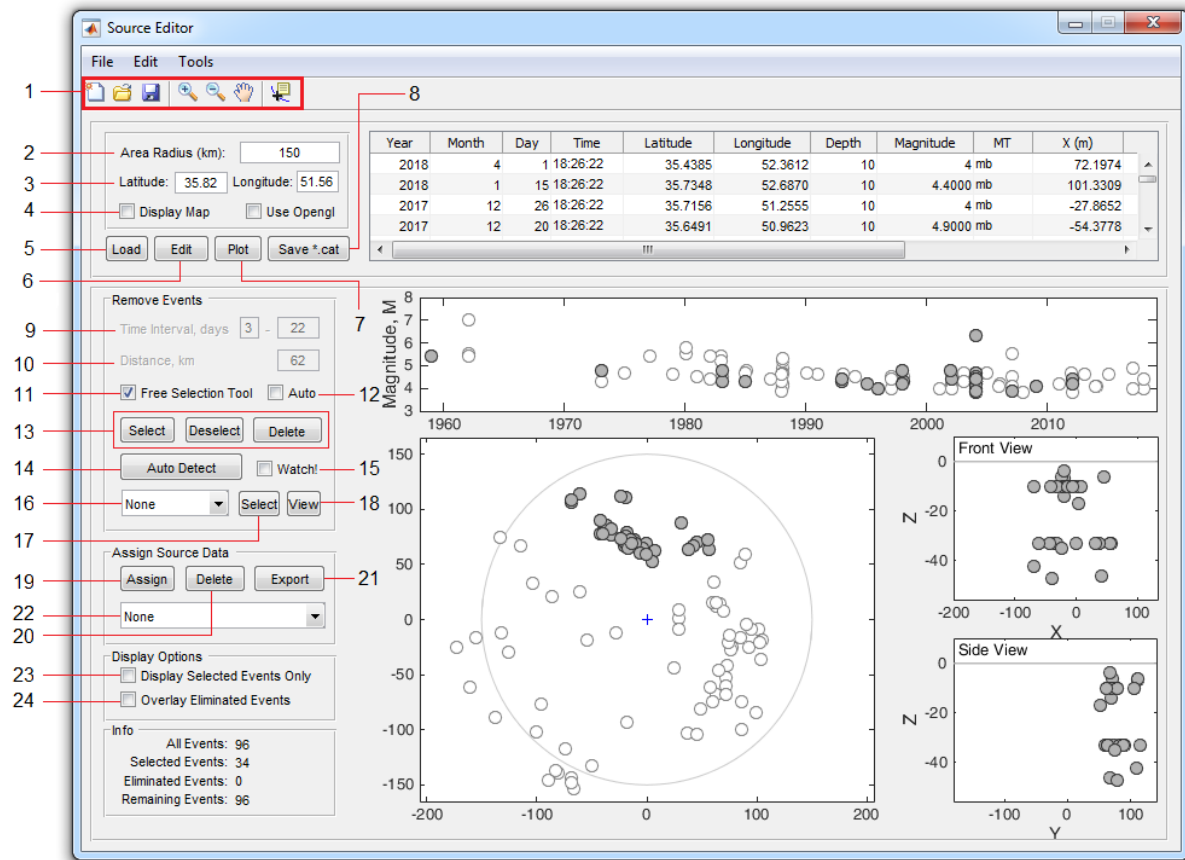 Source Editor
File Edit Tools
1
8
2 Area Radius (km): 150
3 Latitude: 35.82 Longitude: 51.56
4 Display Map Use Opengl
5 Load Edit Plot Save *.cat
6
7
Year Month Day Time Latitude Longitude Depth Magnitude MT X (m)
2018 4 1 18:26:22 35.4385 52.3612 10 4 mb 72.1974
2018 1 15 18:26:22 35.7348 52.6870 10 4.4000 mb 101.3309
2017 12 26 18:26:22 35.7156 51.2555 10 4 mb -27.8652
2017 12 20 18:26:22 35.6491 50.9623 10 4.9000 mb -54.3778
Remove Events
9 Time Interval, days 3 - 22
10 Distance, km 62
11 Free Selection Tool Auto 12
13 Select Deselect Delete
14 Auto Detect Watch! 15
16 None Select View 18
17
Assign Source Data
19 Assign Delete Export 21
22 None
20
Display Options
23 Display Selected Events Only
24 Overlay Eliminated Events
Info
All Events: 96
Selected Events: 34
Eliminated Events: 0
Remaining Events: 96
Magnitude, M
8
7
6
5
4
3
1960 1970 1980 1990 2000 2010
150
100
50
0
-50
-100
-150
-200 -100 0 100 200
Front View
Z
0
-20
-40
-200 -100 0 100
X
Side View
Z
0
-20
-40
-100 0 100
Y